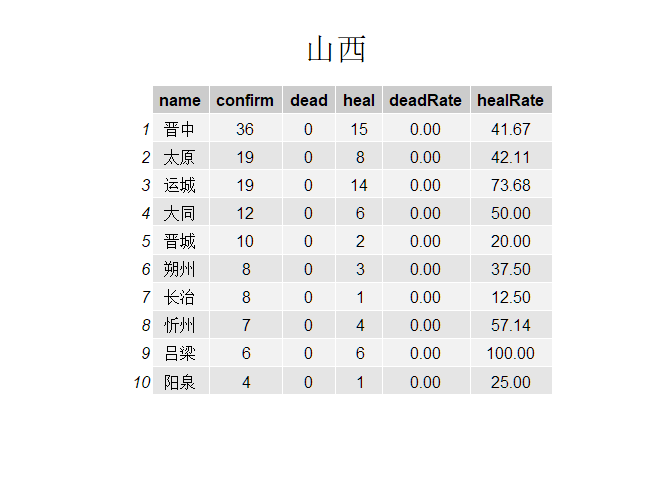 山西
name confirm dead heal deadRate healRate
1 晋中 36 0 15 0.00 41.67
2 太原 19 0 8 0.00 42.11
3 运城 19 0 14 0.00 73.68
4 大同 12 0 6 0.00 50.00
5 晋城 10 0 2 0.00 20.00
6 朔州 8 0 3 0.00 37.50
7 长治 8 0 1 0.00 12.50
8 忻州 7 0 4 0.00 57.14
9 吕梁 6 0 6 0.00 100.00
10 阳泉 4 0 1 0.00 25.00